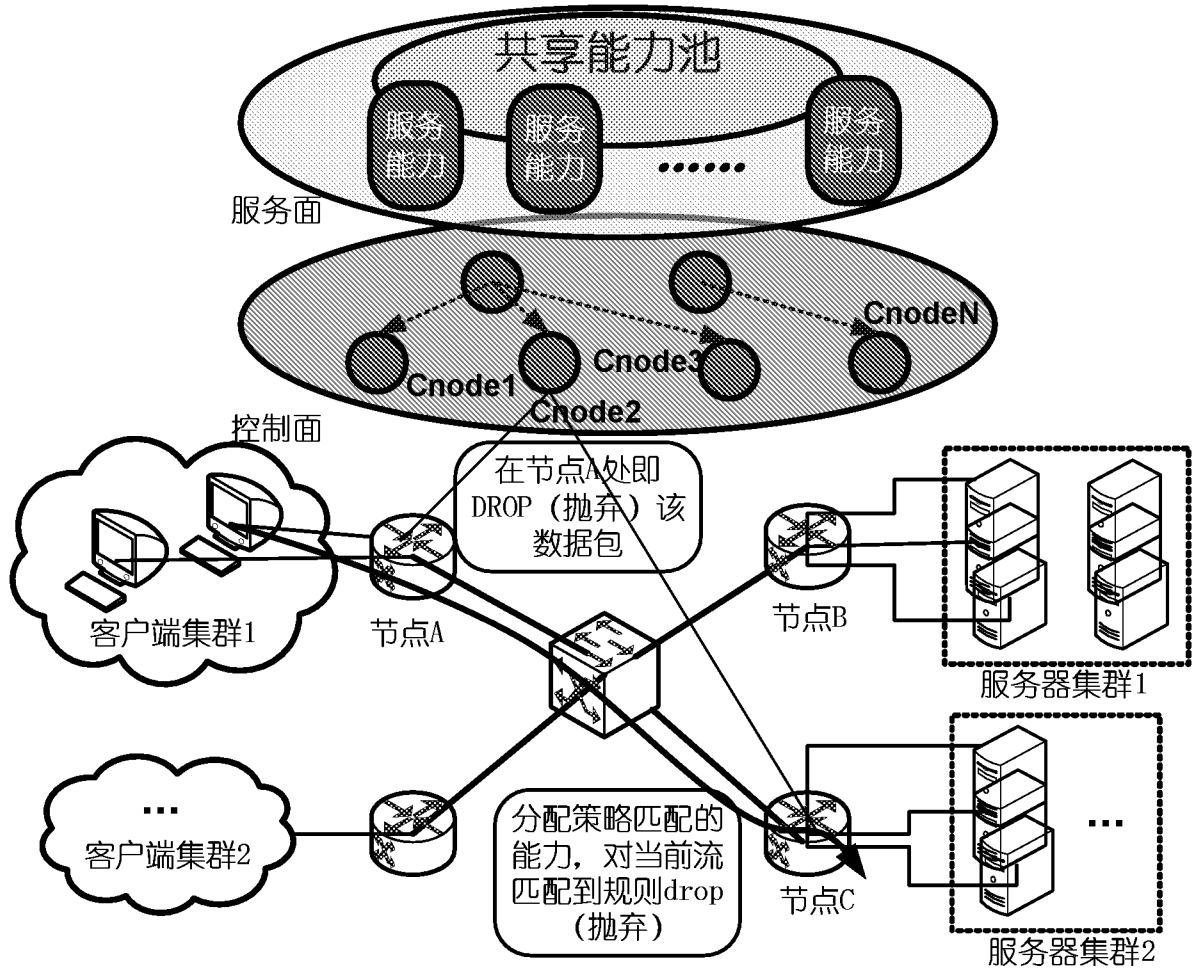 共享能力池
服务
能力
服务
能力
……
服务
能力
服务面
CnodeN
Cnode3
Cnode1
Cnode2
控制面
在节点A处即
DROP（抛弃）该
数据包
客户端集群1
节点A
节点B
服务器集群1
...
客户端集群2
分配策略匹配的
能力，对当前流
匹配到规则drop
（抛弃）
节点C
...
服务器集群2